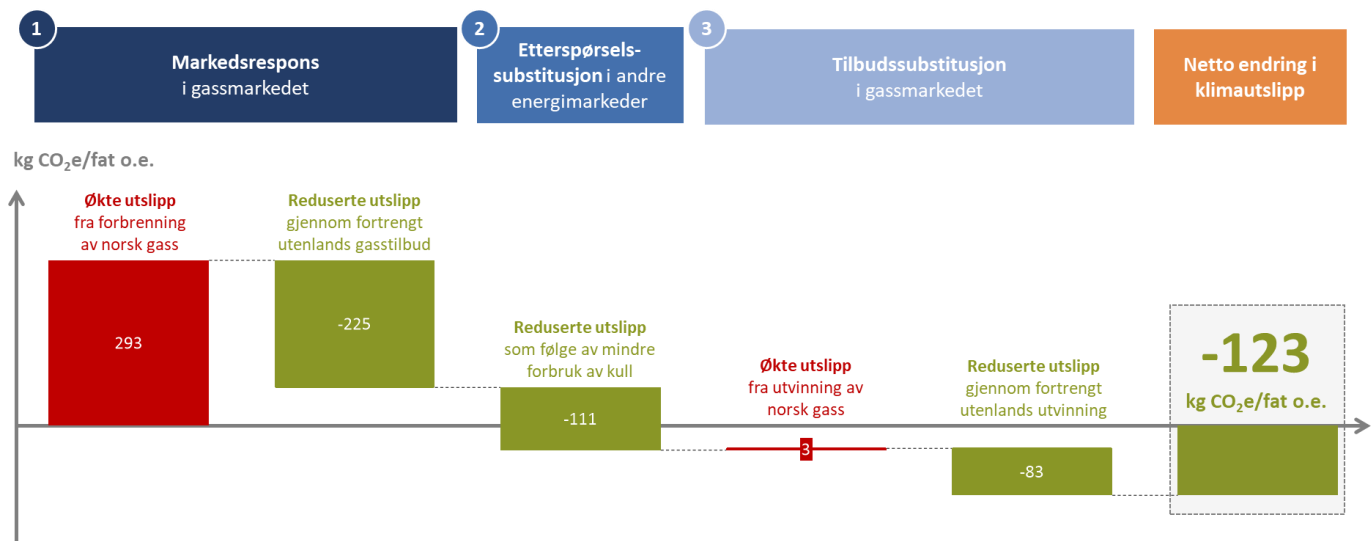 1
Markedsrespons
i gassmarkedet
2
Etterspørsels-
substitusjon i andre
energimarkeder
3
Tilbudssubstitusjon
i gassmarkedet
Netto endring i
klimautslipp
kg CO₂e/fat o.e.
Økte utslipp
fra forbrenning
av norsk gass
293
Reduserte utslipp
gjennom fortrengt
utenlands gasstilbud
-225
Reduserte utslipp
som følge av mindre
forbruk av kull
-111
Økte utslipp
fra utvinning av
norsk gass
3
Reduserte utslipp
gjennom fortrengt
utenlands utvinning
-83
-123
kg CO₂e/fat o.e.